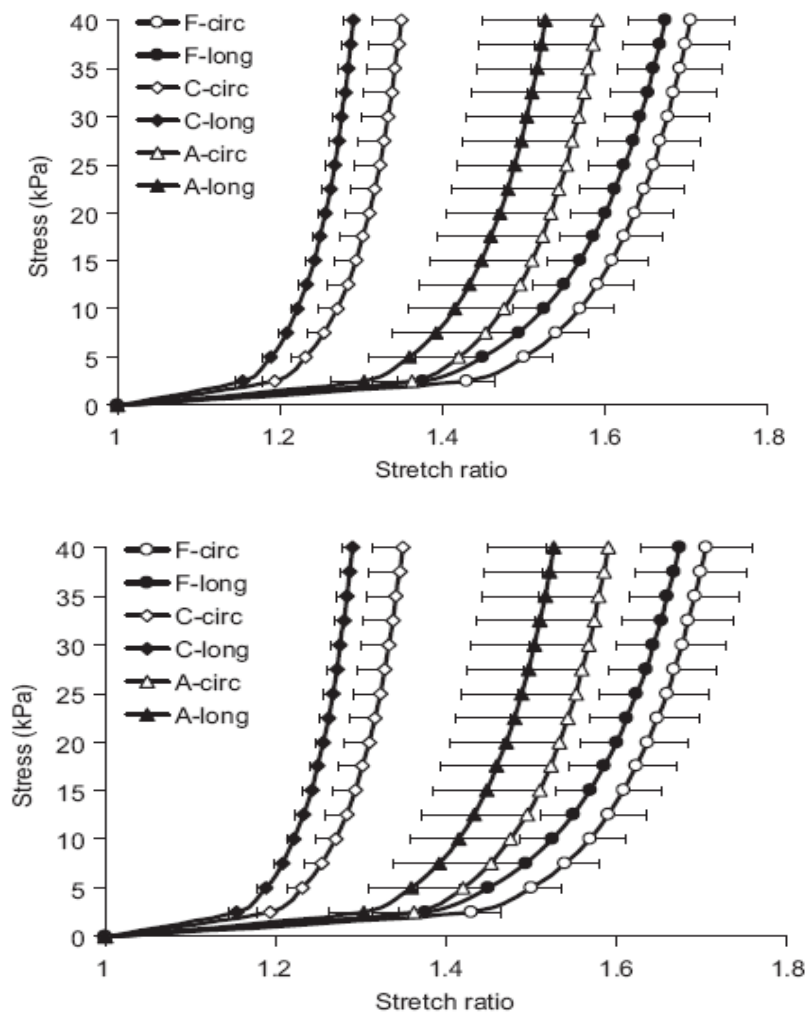 40
35
30
25
20
15
10
5
0
Stress (kPa)
F-circ
F-long
C-circ
C-long
A-circ
A-long
1 1.2 1.4 1.6 1.8
Stretch ratio
40
35
30
25
20
15
10
5
0
Stress (kPa)
F-circ
F-long
C-circ
C-long
A-circ
A-long
1 1.2 1.4 1.6 1.8
Stretch ratio